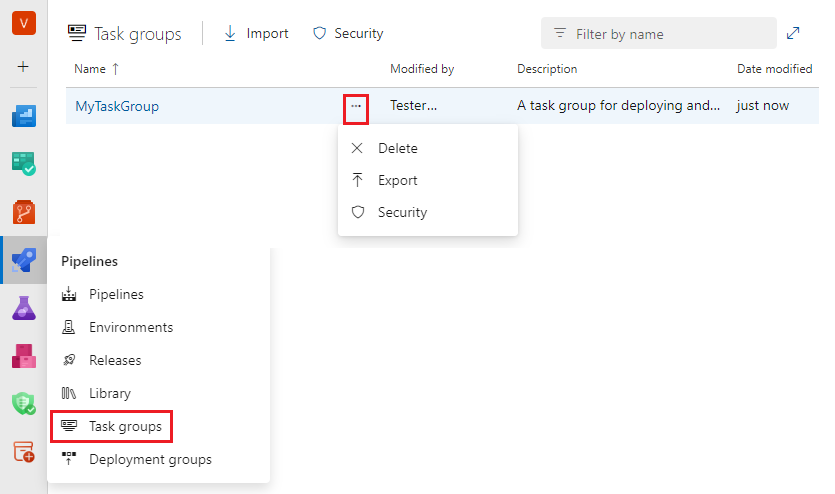 V
Task groups
Import
Security
Filter by name
Name ↑
Modified by
Description
Date modified
MyTaskGroup
...
Tester...
A task group for deploying and...
just now
Delete
Export
Security
Pipelines
Pipelines
Environments
Releases
Library
Task groups
Deployment groups